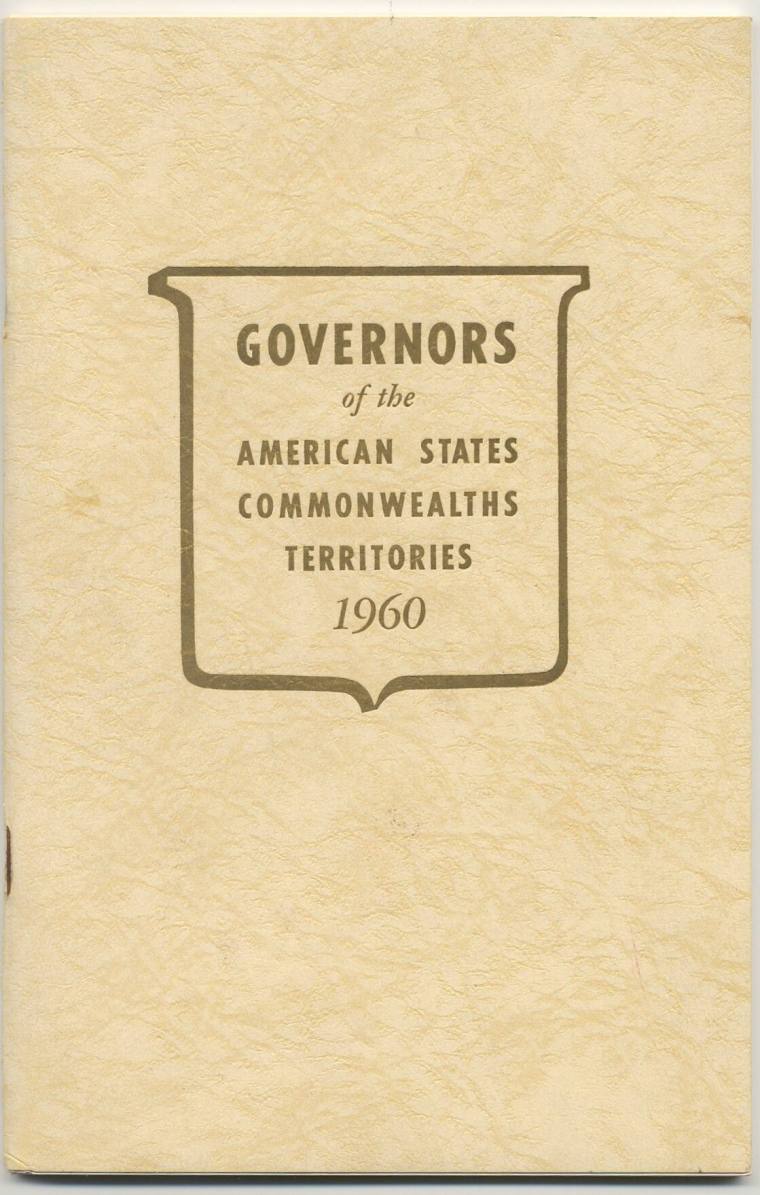 GOVERNORS
of the
AMERICAN STATES
COMMONWEALTHS
TERRITORIES
1960